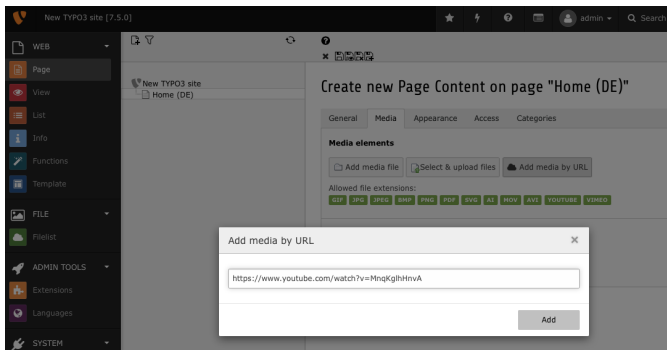 New TYPO3 site [7.5.0]
admin
Search
WEB
Page
View
List
Info
Functions
Template
FILE
Filelist
ADMIN TOOLS
Extensions
Languages
SYSTEM
New TYPO3 site
Home (DE)
Create new Page Content on page "Home (DE)"
General Media Appearance Access Categories
Media elements
Add media file Select & upload files Add media by URL
Allowed file extensions:
GIF JPG JPEG BMP PNG PDF SVG AI MOV AVI YOUTUBE VIMEO
Add media by URL
https://www.youtube.com/watch?v=MnqKglhHnvA
Add